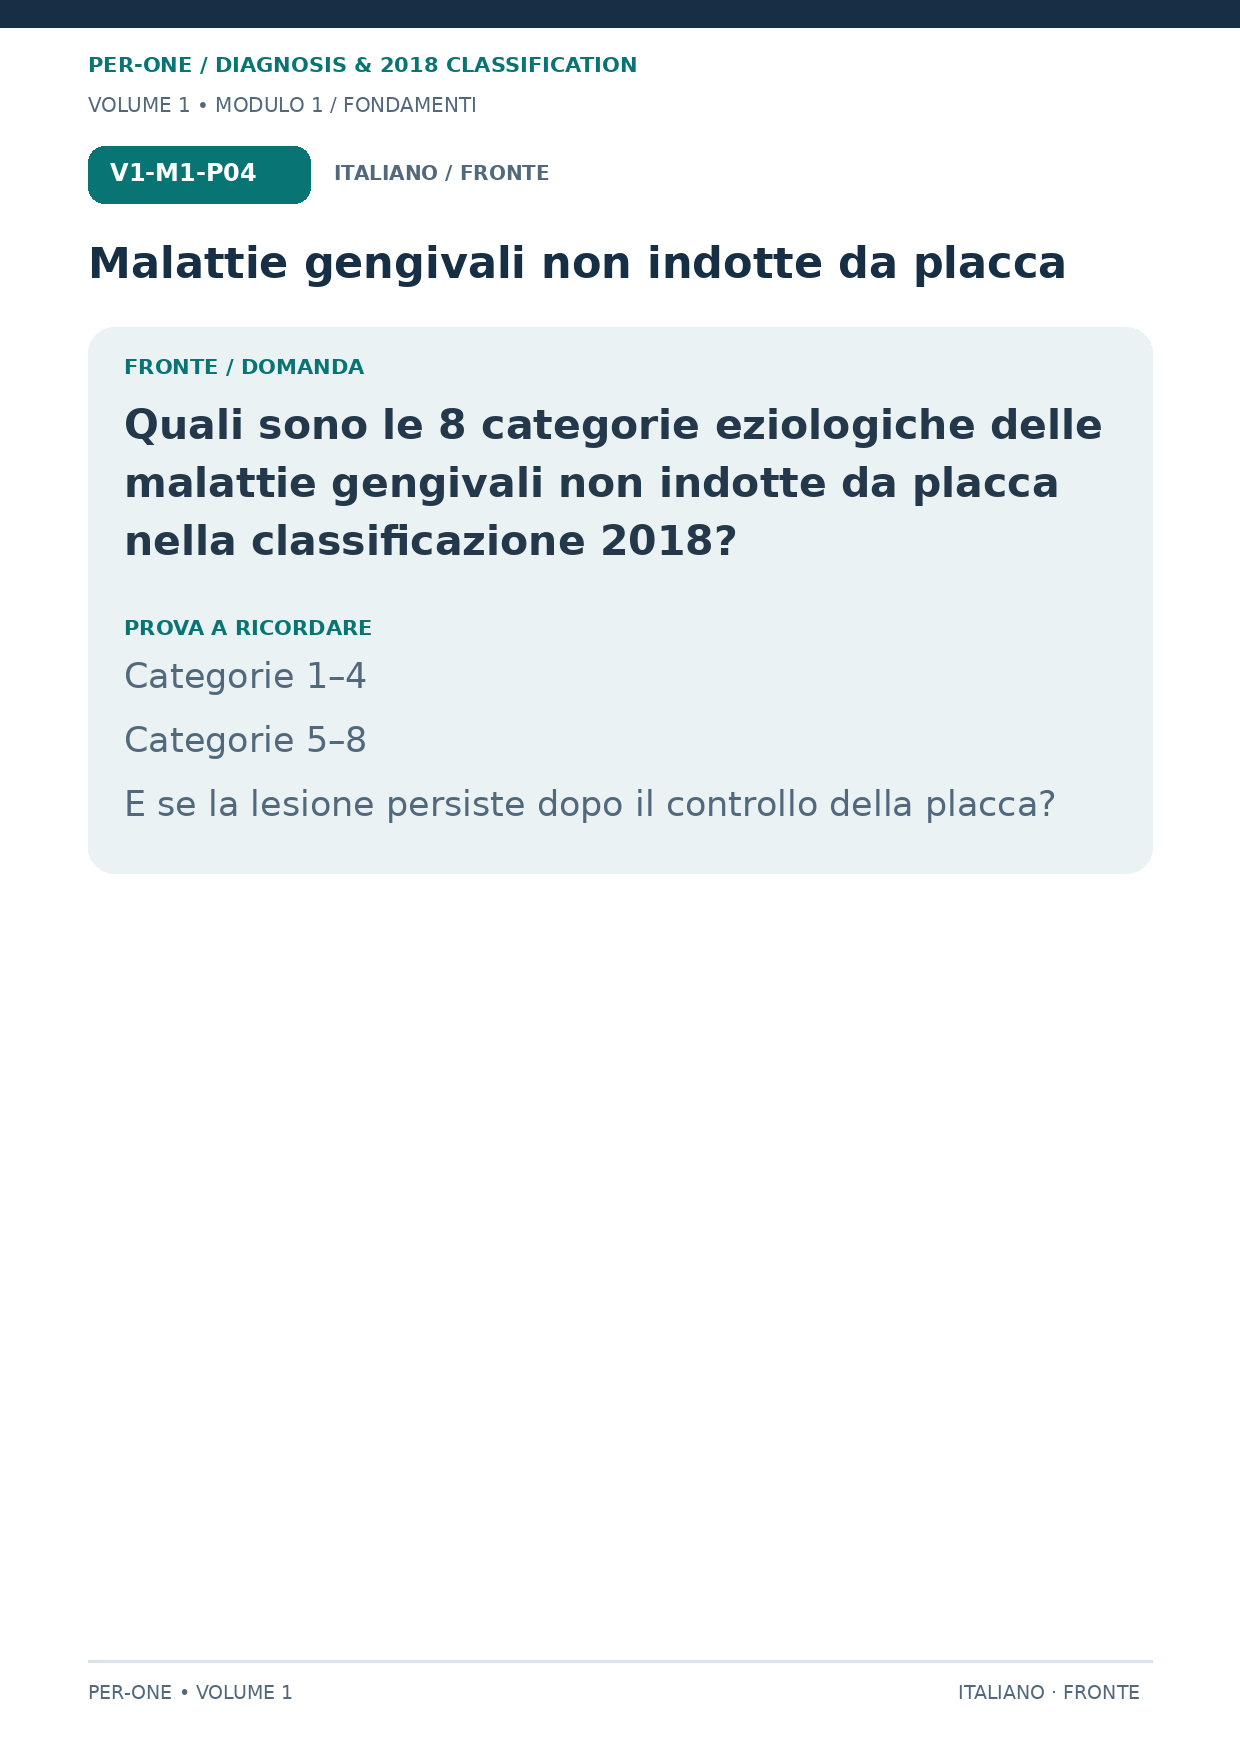 PER-ONE / DIAGNOSIS & 2018 CLASSIFICATION
VOLUME 1 • MODULO 1 / FONDAMENTI
V1-M1-P04
ITALIANO / FRONTE
Malattie gengivali non indotte da placca
FRONTE / DOMANDA
Quali sono le 8 categorie eziologiche delle
malattie gengivali non indotte da placca
nella classificazione 2018?
PROVA A RICORDARE
Categorie 1–4
Categorie 5–8
E se la lesione persiste dopo il controllo della placca?
PER-ONE • VOLUME 1
ITALIANO · FRONTE